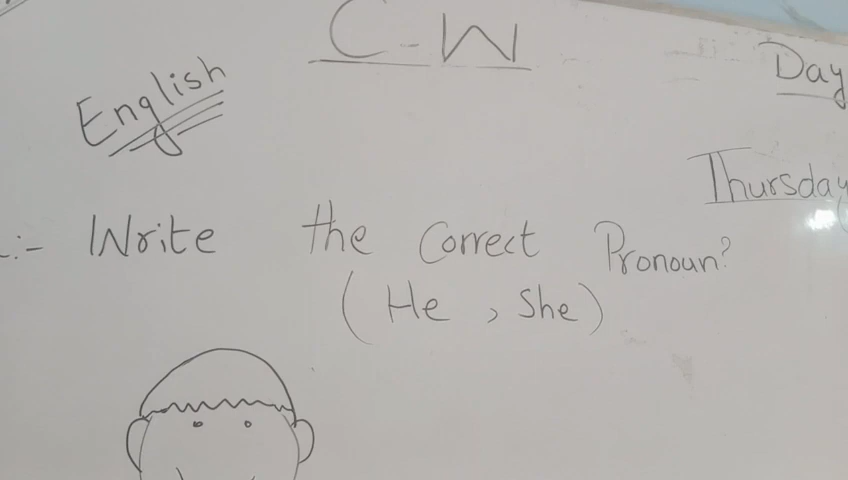 C-W
English
Day
Thursday
:- Write the Correct Pronoun?
(He, She)